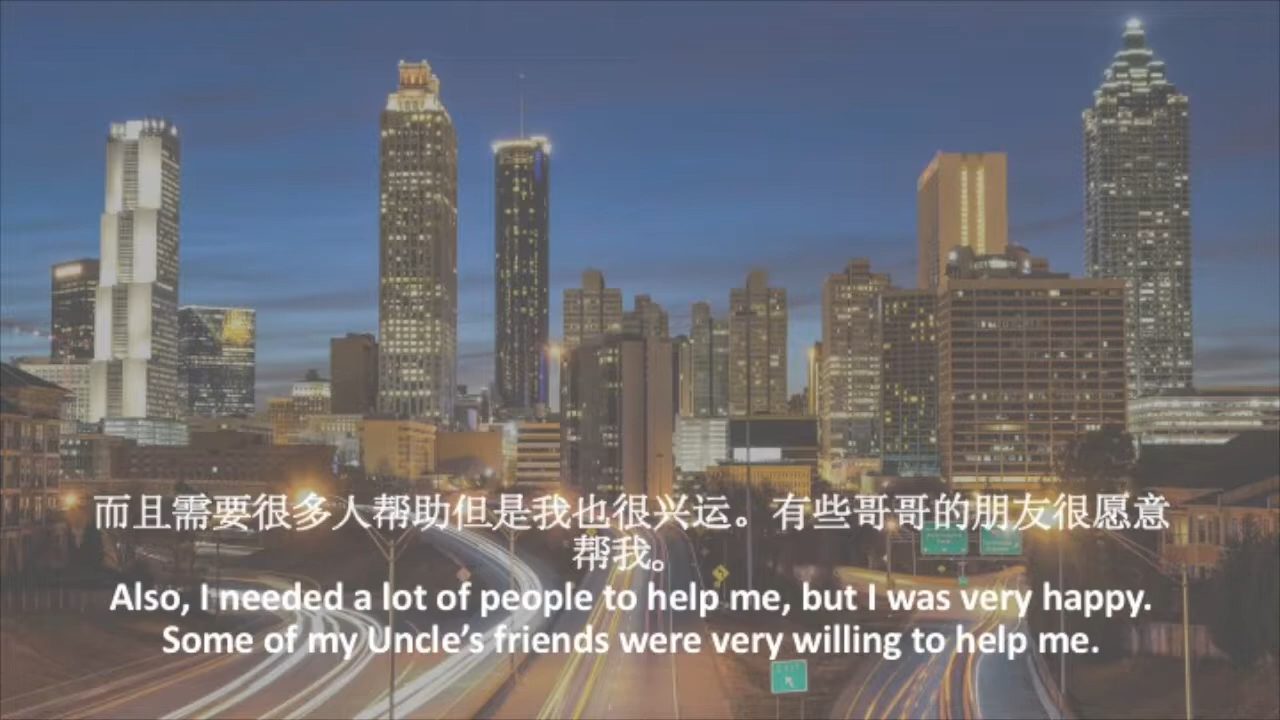 而且需要很多人帮助但是我也很兴运。有些哥哥的朋友很愿意
帮我。
Also, I needed a lot of people to help me, but I was very happy.
Some of my Uncle's friends were very willing to help me.
EXIT